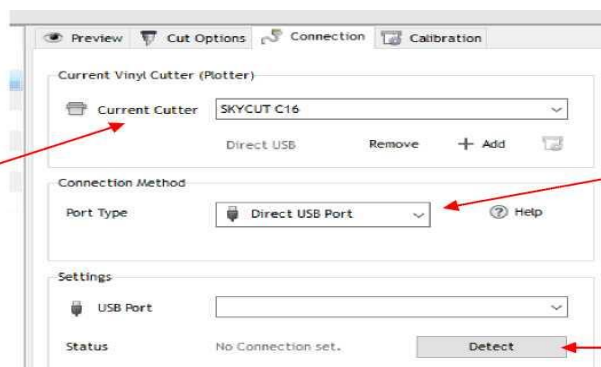 Preview Cut Options Connection Calibration
Current Vinyl Cutter (Plotter)
Current Cutter SKYCUT C16
Direct USB Remove + Add
Connection Method
Port Type Direct USB Port ? Help
Settings
USB Port
Status No Connection set. Detect